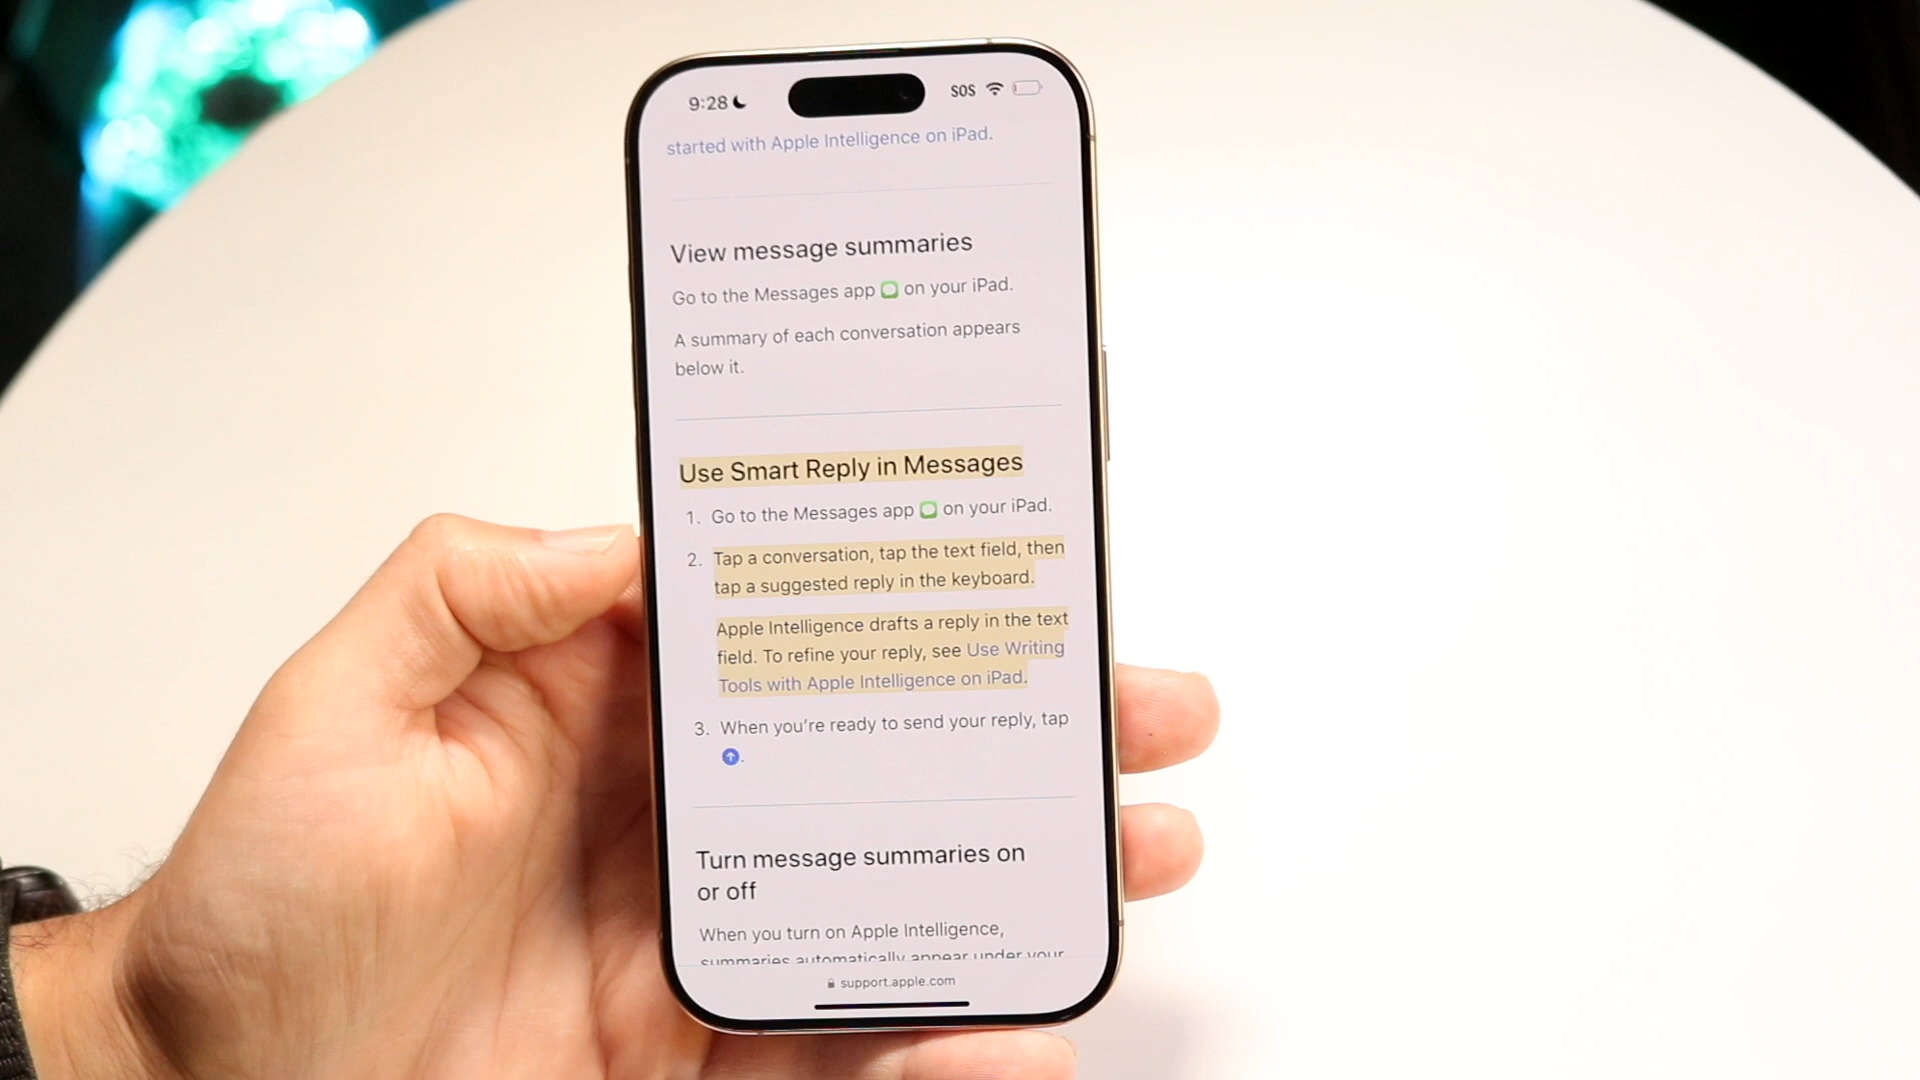 9:28
SOS
started with Apple Intelligence on iPad.
View message summaries
Go to the Messages app on your iPad.
A summary of each conversation appears
below it.
Use Smart Reply in Messages
1. Go to the Messages app on your iPad.
2. Tap a conversation, tap the text field, then
tap a suggested reply in the keyboard.
Apple Intelligence drafts a reply in the text
field. To refine your reply, see Use Writing
Tools with Apple Intelligence on iPad.
3. When you're ready to send your reply, tap
.
Turn message summaries on
or off
When you turn on Apple Intelligence,
summaries automatically appear under your
support.apple.com